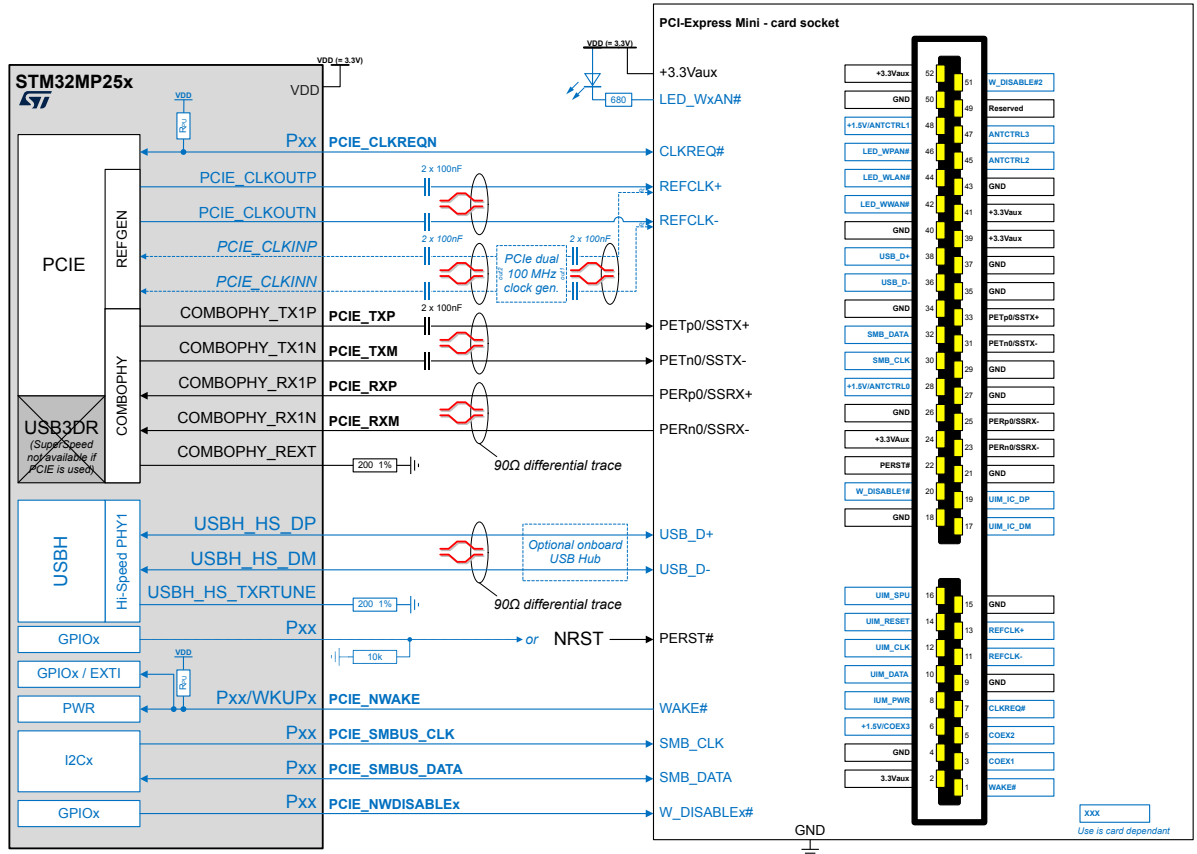 PCI-Express Mini - card socket
VDD (= 3.3V)
VDD (= 3.3V)
STM32MP25x
ST
VDD
+3.3Vaux
680
LED_WxAN#
VDD
RPU
Pxx
PCIE_CLKREQN
CLKREQ#
PCIE_CLKOUTP
2 x 100nF
REFCLK+
PCIE_CLKOUTN
REFCLK-
PCIE_CLKINP
2 x 100nF
2 x 100nF
PCIe dual
100 MHz
clock gen.
out2
out1
or
or
PCIE_CLKINN
PCIE
REFGEN
COMBOPHY_TX1P
PCIE_TXP
2 x 100nF
PETp0/SSTX+
COMBOPHY_TX1N
PCIE_TXM
PETn0/SSTX-
COMBOPHY_RX1P
PCIE_RXP
PERp0/SSRX+
COMBOPHY_RX1N
PCIE_RXM
PERn0/SSRX-
COMBOPHY
USB3DR
(SuperSpeed
not available if
PCIE is used)
COMBOPHY_REXT
200 1%
90Ω differential trace
USBH
Hi-Speed PHY1
USBH_HS_DP
USB_D+
Optional onboard
USB Hub
USBH_HS_DM
USB_D-
USBH_HS_TXRTUNE
200 1%
90Ω differential trace
GPIOx
Pxx
or
NRST
PERST#
10k
VDD
RPU
GPIOx / EXTI
PWR
Pxx/WKUPx
PCIE_NWAKE
WAKE#
I2Cx
Pxx
PCIE_SMBUS_CLK
SMB_CLK
Pxx
PCIE_SMBUS_DATA
SMB_DATA
GPIOx
Pxx
PCIE_NWDISABLEx
W_DISABLEx#
GND
+3.3Vaux 52
51 W_DISABLE#2
GND 50
49 Reserved
+1.5V/ANTCTRL1 48
47 ANTCTRL3
LED_WPAN# 46
45 ANTCTRL2
LED_WLAN# 44
43 GND
LED_WWAN# 42
41 +3.3Vaux
GND 40
39 +3.3Vaux
USB_D+ 38
37 GND
USB_D- 36
35 GND
GND 34
33 PETp0/SSTX+
SMB_DATA 32
31 PETn0/SSTX-
SMB_CLK 30
29 GND
+1.5V/ANTCTRL0 28
27 GND
GND 26
25 PERp0/SSRX-
+3.3VAux 24
23 PERn0/SSRX-
PERST# 22
21 GND
W_DISABLE1# 20
19 UIM_IC_DP
GND 18
17 UIM_IC_DM
UIM_SPU 16
15 GND
UIM_RESET 14
13 REFCLK+
UIM_CLK 12
11 REFCLK-
UIM_DATA 10
9 GND
IUM_PWR 8
7 CLKREQ#
+1.5V/COEX3 6
5 COEX2
GND 4
3 COEX1
3.3Vaux 2
1 WAKE#
xxx
Use is card dependant